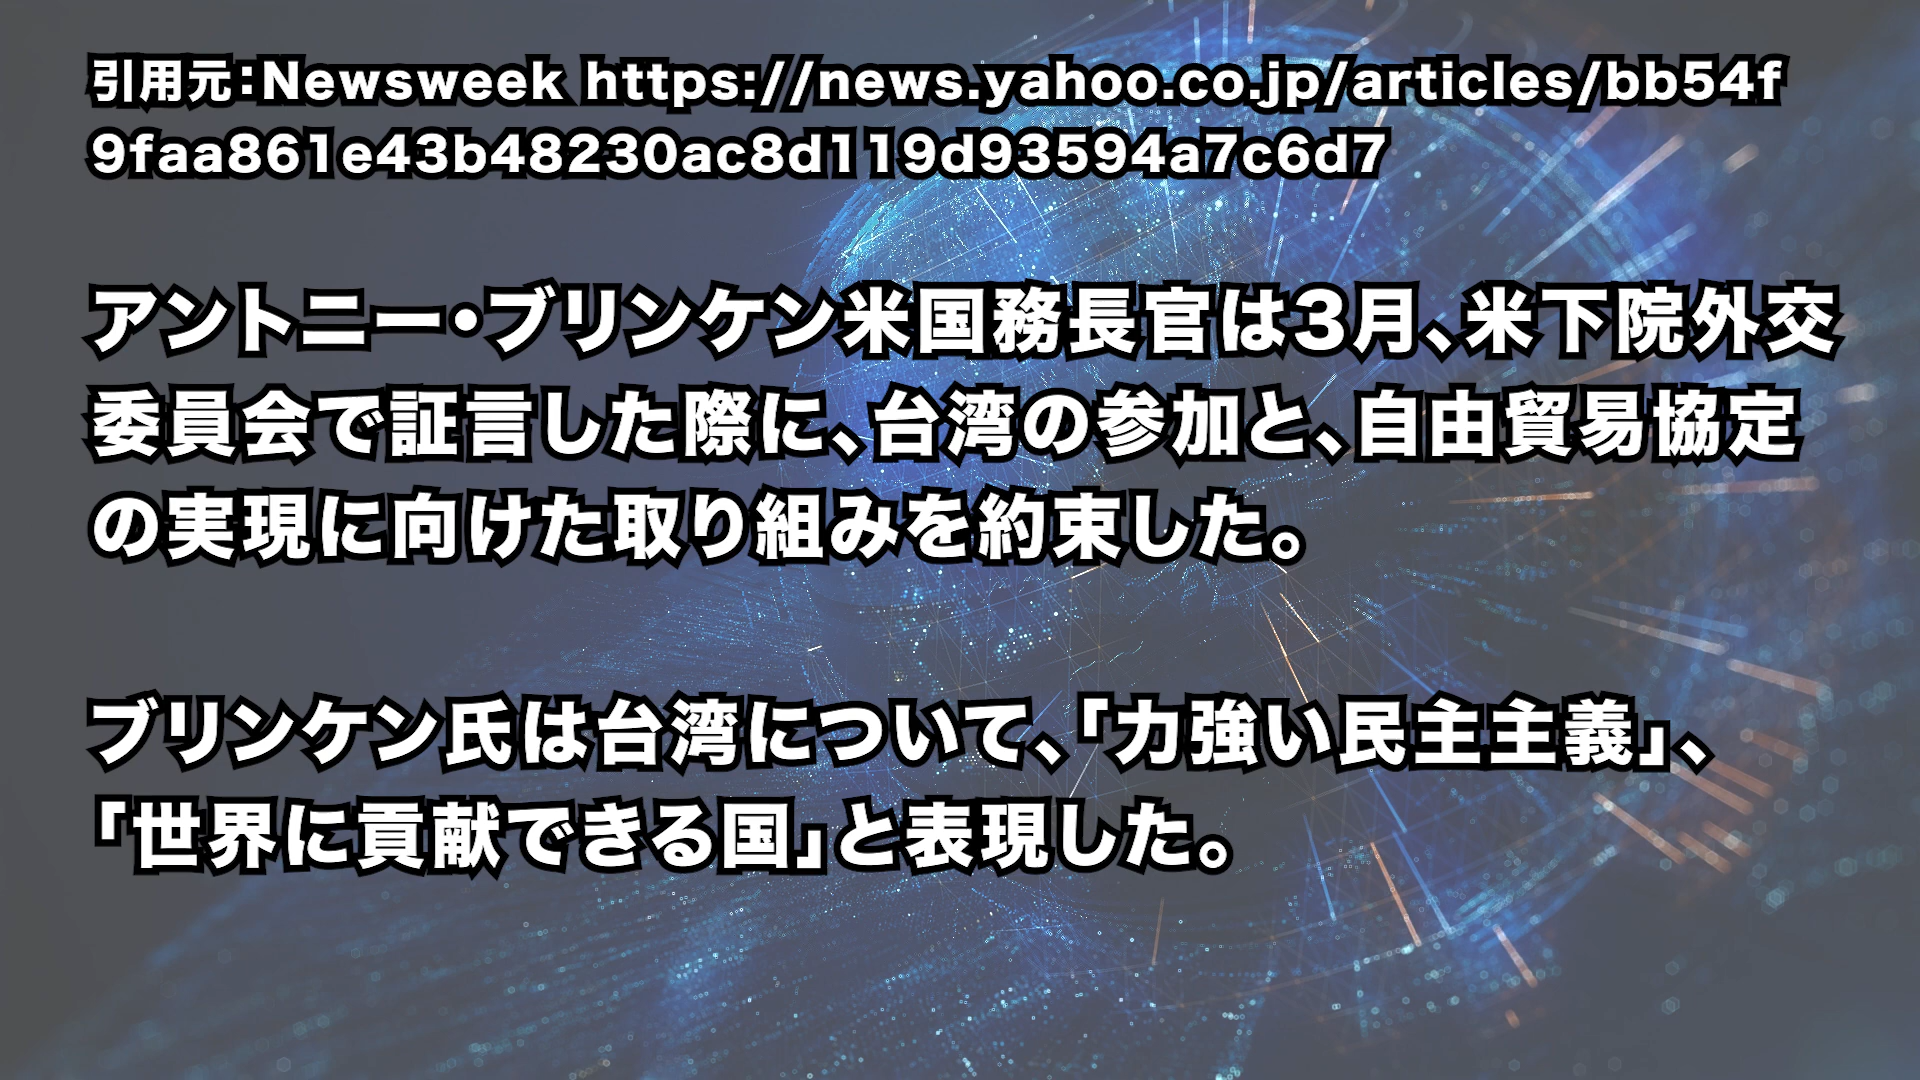 引用元：Newsweek https://news.yahoo.co.jp/articles/bb54f
9faa861e43b48230ac8d119d93594a7c6d7
アントニー・ブリンケン米国務長官は3月、米下院外交
委員会で証言した際に、台湾の参加と、自由貿易協定
の実現に向けた取り組みを約束した。
ブリンケン氏は台湾について、「力強い民主主義」、
「世界に貢献できる国」と表現した。